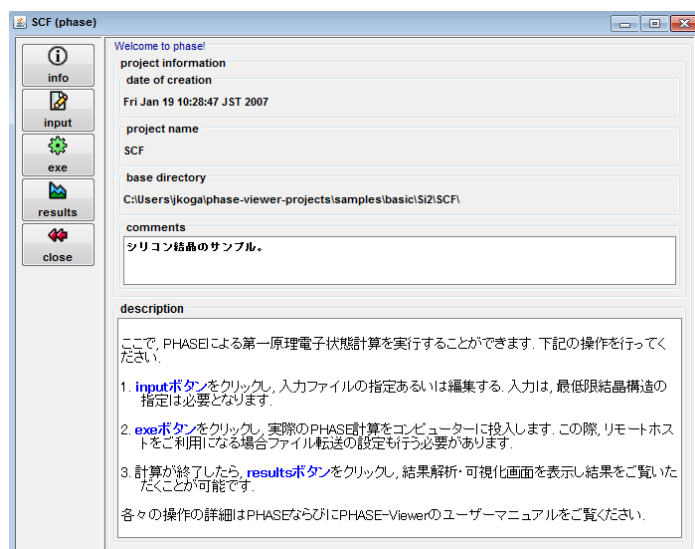 SCF (phase)
info
input
exe
results
close
Welcome to phase!
project information
date of creation
Fri Jan 19 10:28:47 JST 2007
project name
SCF
base directory
C:\Users\jkoga\phase-viewer-projects\samples\basic\Si2\SCF\
comments
シリコン結晶のサンプル。
description
ここで, PHASEによる第一原理電子状態計算を実行することができます. 下記の操作を行ってく
ださい.
1. inputボタンをクリックし, 入力ファイルの指定あるいは編集する. 入力は, 最低限結晶構造の
指定は必要となります.
2. exeボタンをクリックし, 実際のPHASE計算をコンピューターに投入します. この際, リモートホス
トをご利用になる場合ファイル転送の設定も行う必要があります.
3. 計算が終了したら, resultsボタンをクリックし, 結果解析・可視化画面を表示し結果をご覧いた
だくことが可能です.
各々の操作の詳細はPHASEならびにPHASE-Viewerのユーザーマニュアルをご覧ください.